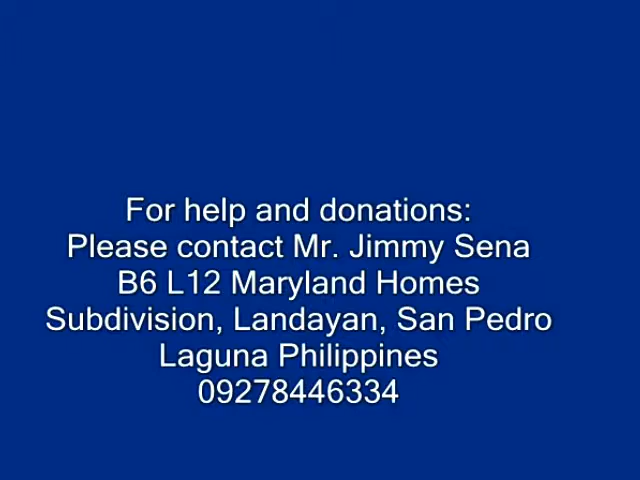 For help and donations:
Please contact Mr. Jimmy Sena
B6 L12 Maryland Homes
Subdivision, Landayan, San Pedro
Laguna Philippines
09278446334